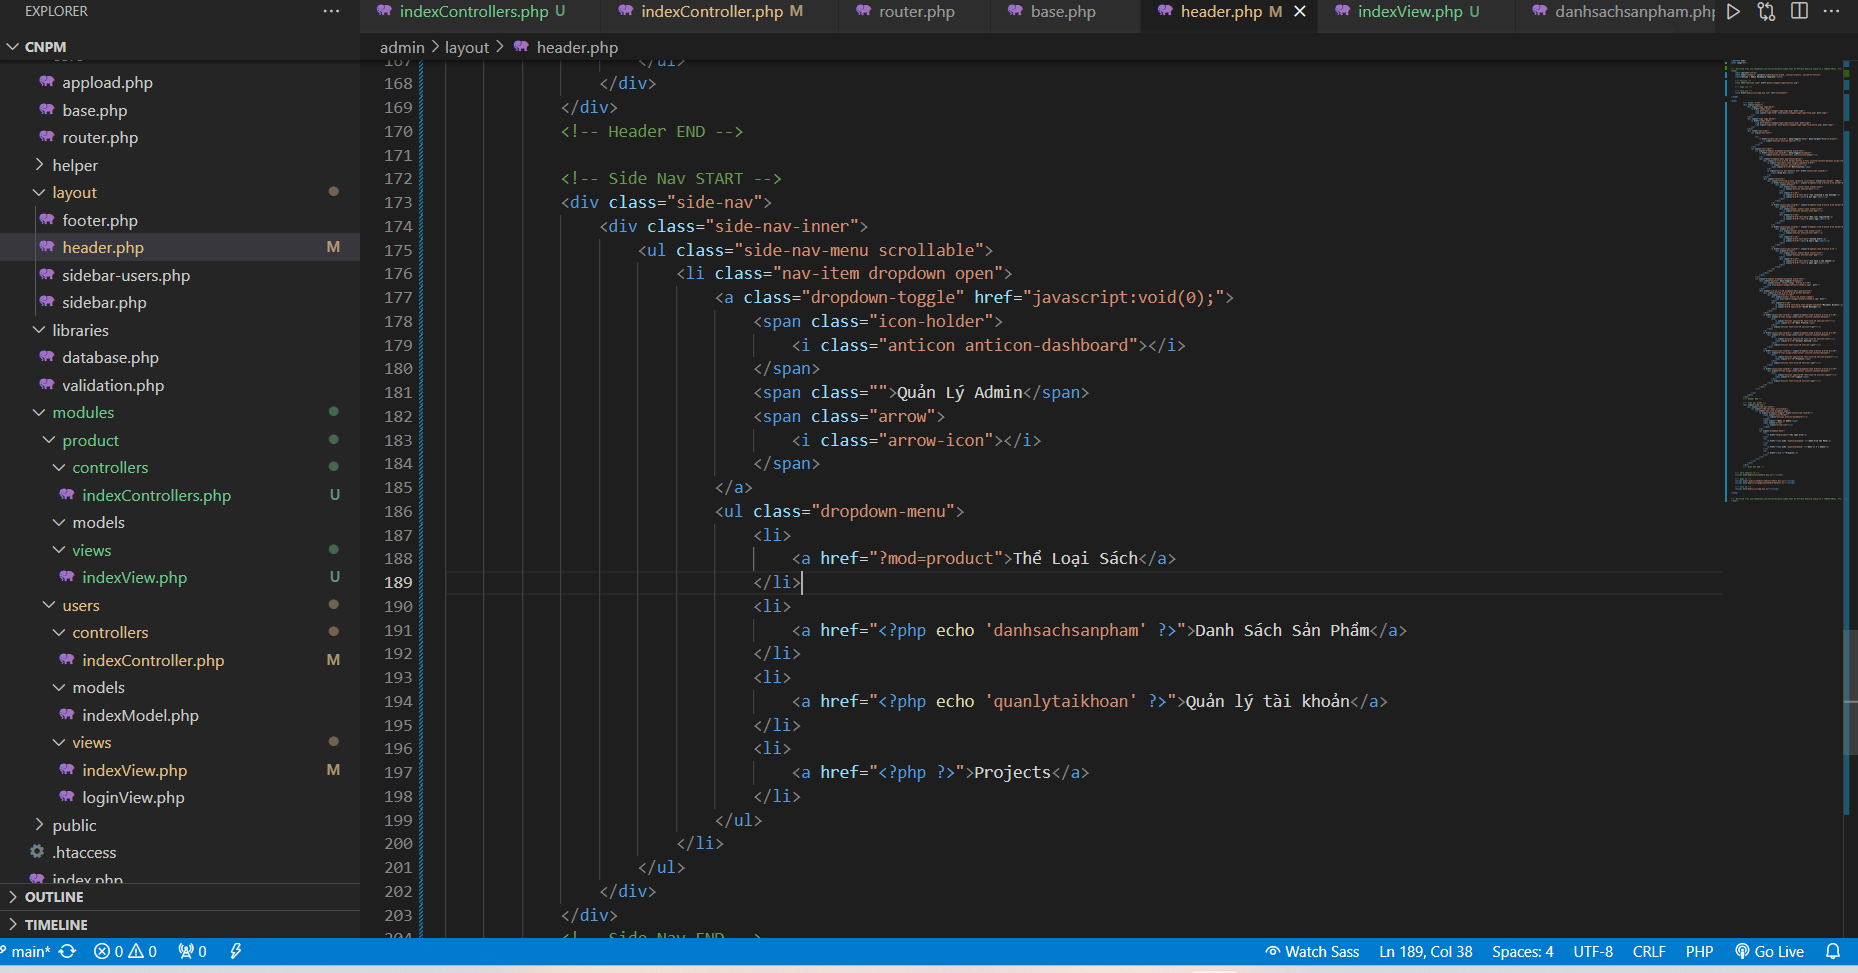 EXPLORER ···
indexControllers.php U
indexController.php M
router.php
base.php
header.php M
indexView.php U
danhsachsanpham.php
CNPM
admin > layout > header.php
appload.php
base.php
router.php
helper
layout
footer.php
header.php M
sidebar-users.php
sidebar.php
libraries
database.php
validation.php
modules
product
controllers
indexControllers.php U
models
views
indexView.php U
users
controllers
indexController.php M
models
indexModel.php
views
indexView.php M
loginView.php
public
.htaccess
index.php
OUTLINE
TIMELINE
167 </ul>
168 </div>
169 </div>
170 <!-- Header END -->
171
172 <!-- Side Nav START -->
173 <div class="side-nav">
174 <div class="side-nav-inner">
175 <ul class="side-nav-menu scrollable">
176 <li class="nav-item dropdown open">
177 <a class="dropdown-toggle" href="javascript:void(0);">
178 <span class="icon-holder">
179 <i class="anticon anticon-dashboard"></i>
180 </span>
181 <span class="">Quản Lý Admin</span>
182 <span class="arrow">
183 <i class="arrow-icon"></i>
184 </span>
185 </a>
186 <ul class="dropdown-menu">
187 <li>
188 <a href="?mod=product">Thể Loại Sách</a>
189 </li>
190 <li>
191 <a href="<?php echo 'danhsachsanpham' ?>">Danh Sách Sản Phẩm</a>
192 </li>
193 <li>
194 <a href="<?php echo 'quanlytaikhoan' ?>">Quản lý tài khoản</a>
195 </li>
196 <li>
197 <a href="<?php ?>">Projects</a>
198 </li>
199 </ul>
200 </li>
201 </ul>
202 </div>
203 </div>
204 <!-- Side Nav END -->
main* 0 0 0
Watch Sass Ln 189, Col 38 Spaces: 4 UTF-8 CRLF PHP Go Live